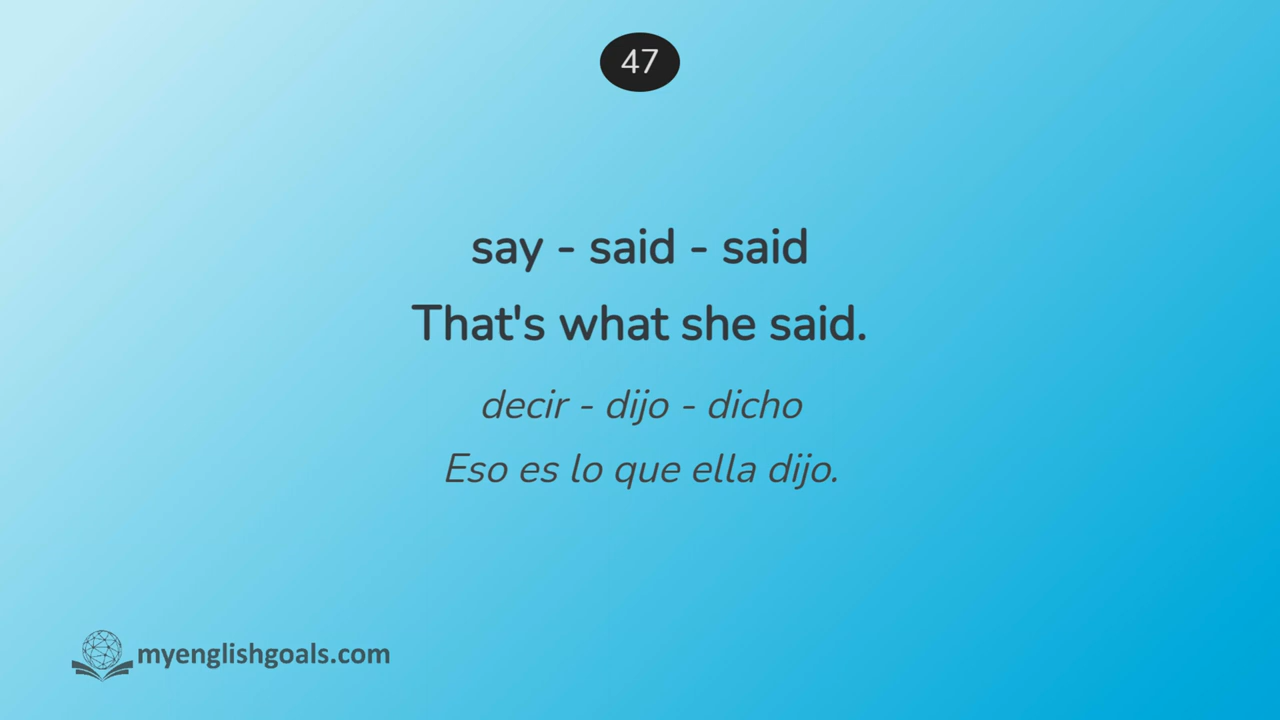 47
say - said - said
That's what she said.
decir - dijo - dicho
Eso es lo que ella dijo.
myenglishgoals.com